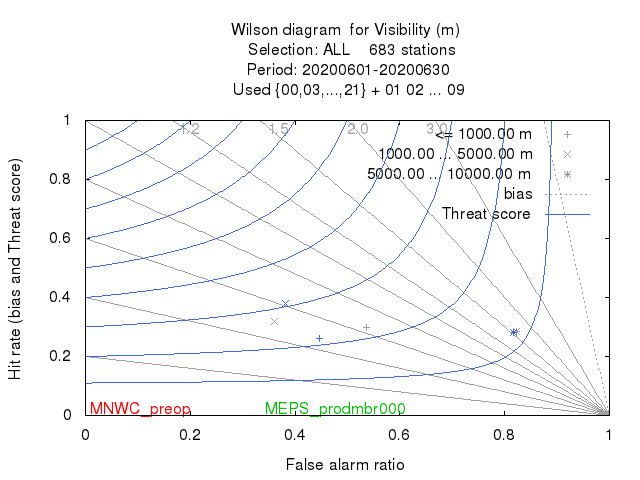 Wilson diagram for Visibility (m)
Selection: ALL 683 stations
Period: 20200601-20200630
Used {00,03,...,21} + 01 02 ... 09
Hit rate (bias and Threat score)
1
0.8
0.6
0.4
0.2
0
1.2 1.5 2.0 3.0
<= 1000.00 m
1000.00 ... 5000.00 m
5000.00 ... 10000.00 m
bias
Threat score
MNWC_preop MEPS_prodmbr000
0 0.2 0.4 0.6 0.8 1
False alarm ratio